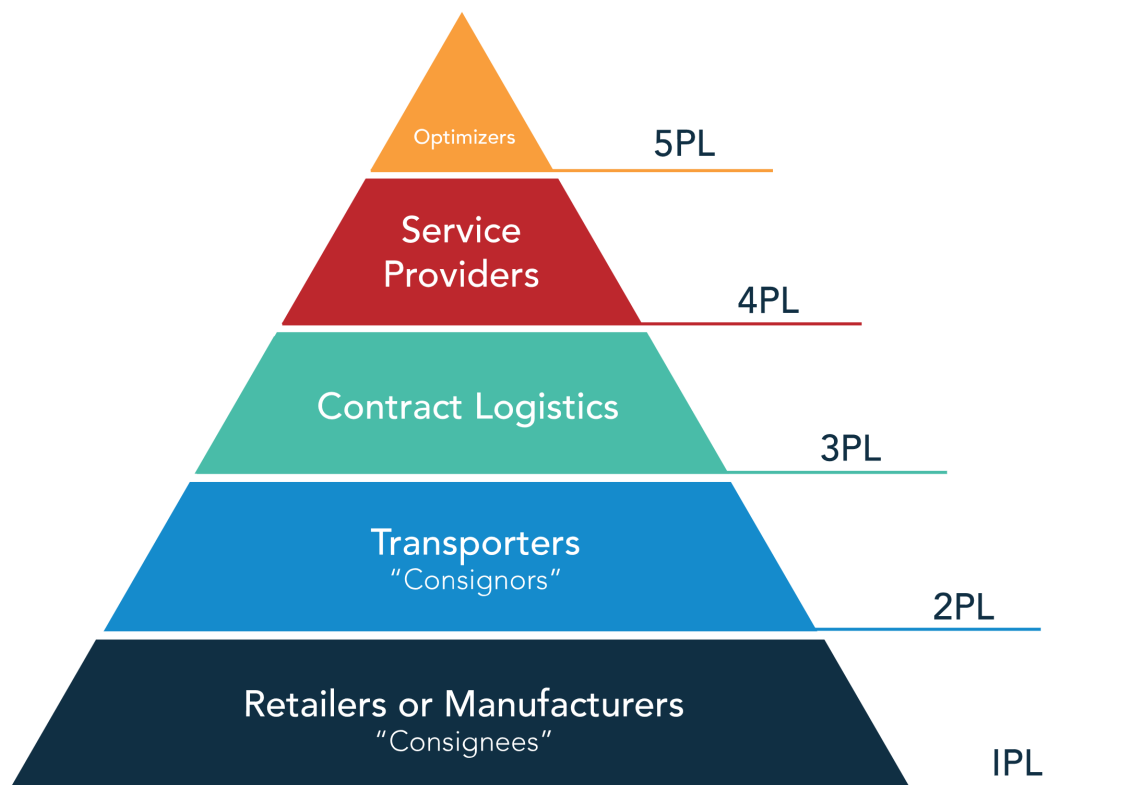 Optimizers
5PL
Service
Providers
4PL
Contract Logistics
3PL
Transporters
“Consignors”
2PL
Retailers or Manufacturers
“Consignees”
IPL